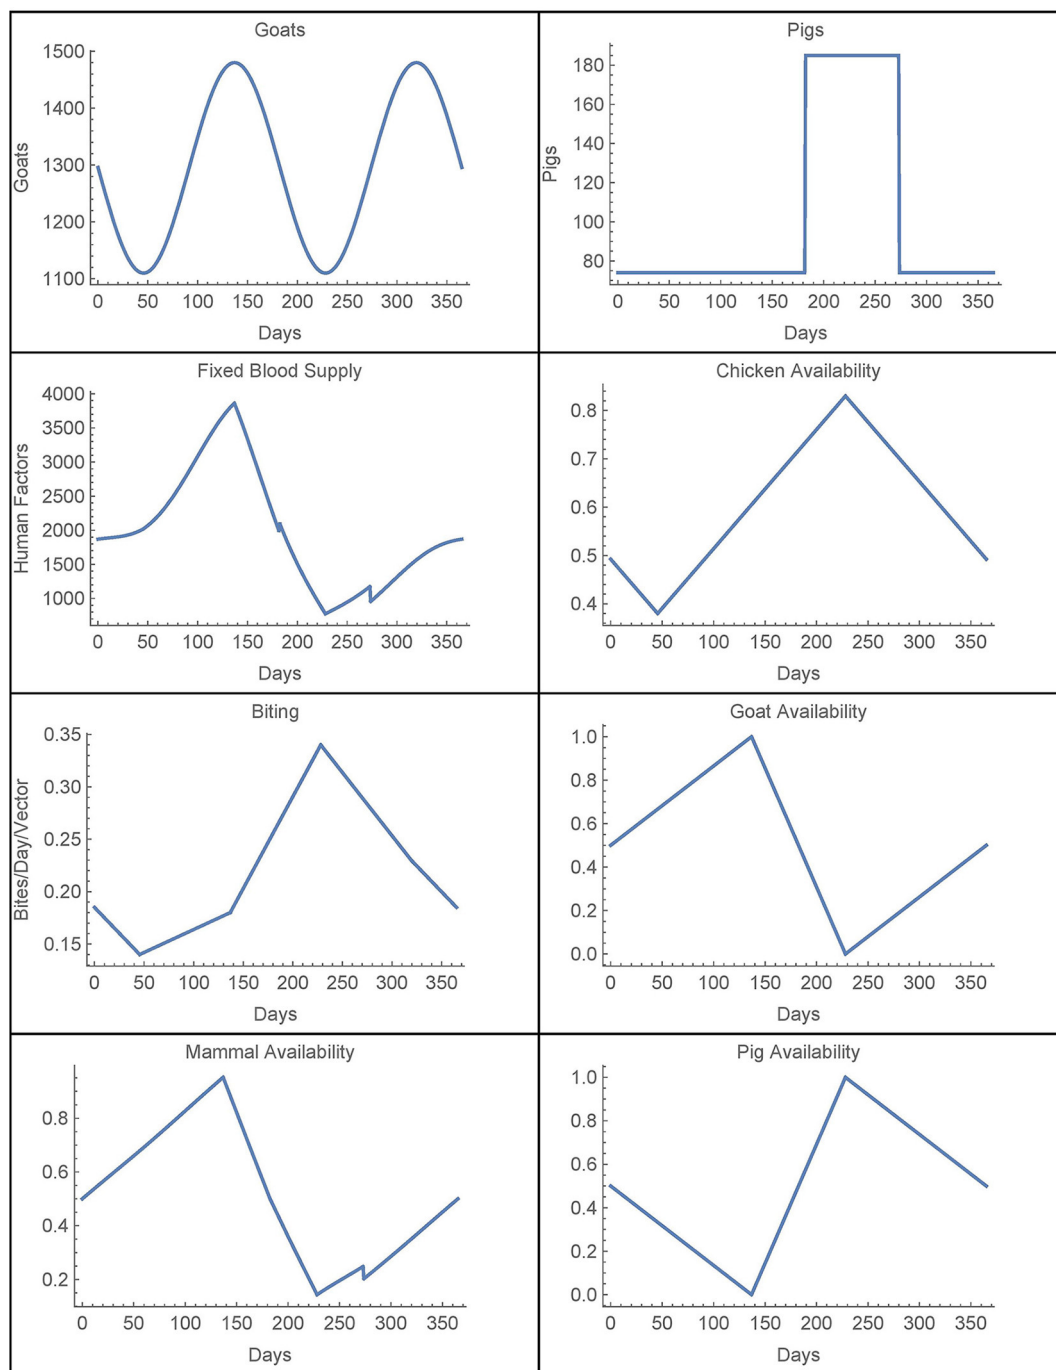 Goats
Goats
1500
1400
1300
1200
1100
0 50 100 150 200 250 300 350
Days
Pigs
Pigs
180
160
140
120
100
80
0 50 100 150 200 250 300 350
Days
Fixed Blood Supply
Human Factors
4000
3500
3000
2500
2000
1500
1000
0 50 100 150 200 250 300 350
Days
Chicken Availability
0.8
0.7
0.6
0.5
0.4
0 50 100 150 200 250 300 350
Days
Biting
Bites/Day/Vector
0.35
0.30
0.25
0.20
0.15
0 50 100 150 200 250 300 350
Days
Goat Availability
1.0
0.8
0.6
0.4
0.2
0.0
0 50 100 150 200 250 300 350
Days
Mammal Availability
0.8
0.6
0.4
0.2
0 50 100 150 200 250 300 350
Days
Pig Availability
1.0
0.8
0.6
0.4
0.2
0.0
0 50 100 150 200 250 300 350
Days